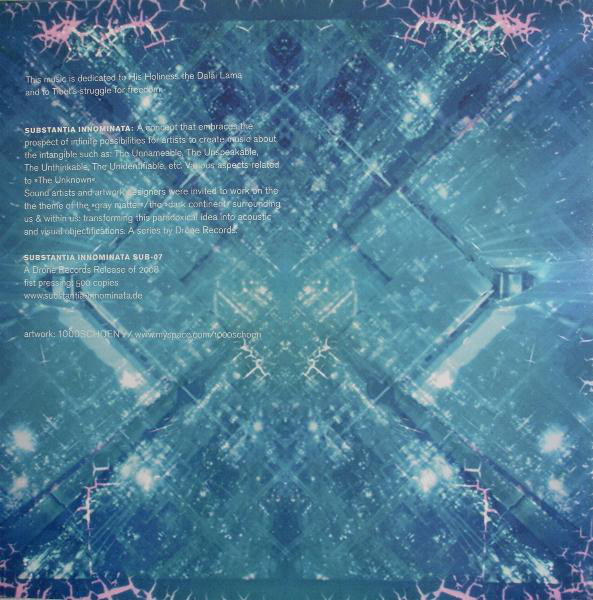 This music is dedicated to His Holiness the Dalai Lama
and to Tibet's struggle for freedom.
SUBSTANTIA INNOMINATA: A concept that embraces the
prospect of infinite possibilities for artists to create music about
the intangible such as: The Unnameable, The Unspeakable,
The Unthinkable, The Unidentifiable, etc. Various aspects related
to »The Unknown«.
Sound artists and artwork designers were invited to work on the
the theme of the »gray matter«/the »dark continent« surrounding
us & within us: transforming this paradoxical idea into acoustic
and visual objectifications. A series by Drone Records.
SUBSTANTIA INNOMINATA SUB-07
A Drone Records Release of 2008
fist pressing: 500 copies
www.substantia-innominata.de
artwork: 1000SCHOEN // www.myspace.com/1000schoen